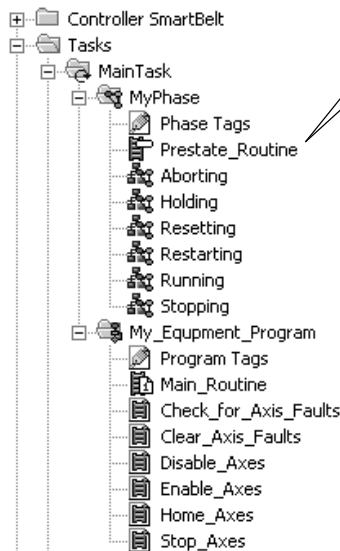 Controller SmartBelt
Tasks
MainTask
MyPhase
Phase Tags
Prestate_Routine
Aborting
Holding
Resetting
Restarting
Running
Stopping
My_Equpment_Program
Program Tags
Main_Routine
Check_for_Axis_Faults
Clear_Axis_Faults
Disable_Axes
Enable_Axes
Home_Axes
Stop_Axes